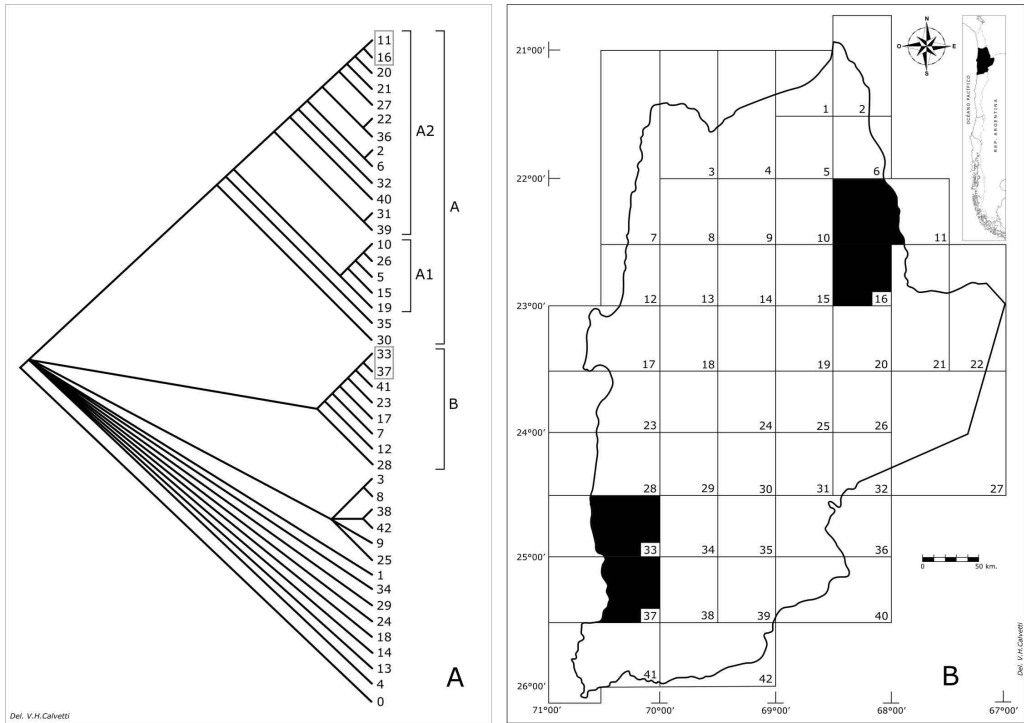 11
16
20
21
27
22
36
2
6
32
40
31
39
10
26
5
15
19
35
30
33
37
41
23
17
7
12
28
3
8
38
42
9
25
1
34
29
24
18
14
13
4
0
A2
A1
A
B
A
Del. V.H.Calvetti
N
O E
S
OCÉANO PACÍFICO
REP. ARGENTINA
21°00'
22°00'
23°00'
24°00'
25°00'
26°00'
1 2
3 4 5 6
7 8 9 10 11
12 13 14 15 16
17 18 19 20 21 22
23 24 25 26
28 29 30 31 32 27
33 34 35 36
37 38 39 40
41 42
0 50 km.
B
Del. V.H.Calvetti
71°00' 70°00' 69°00' 68°00' 67°00'